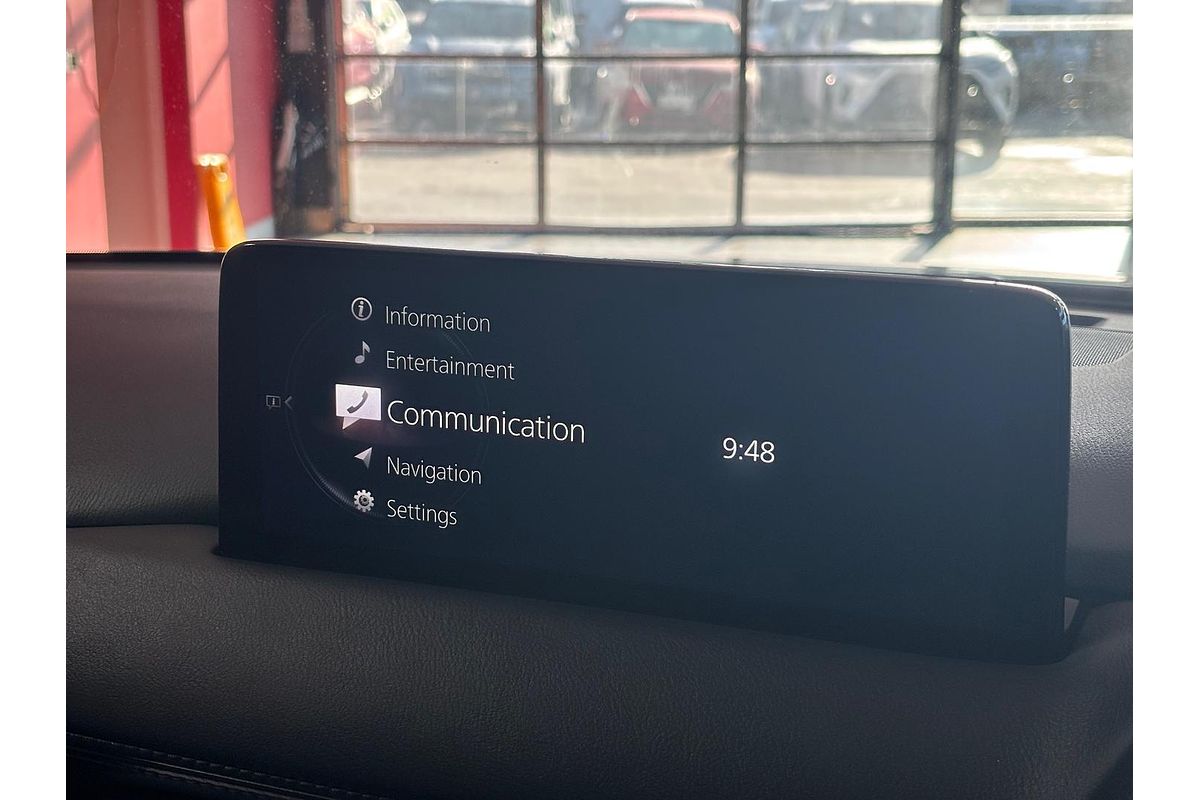 Information
Entertainment
Communication
9:48
Navigation
Settings